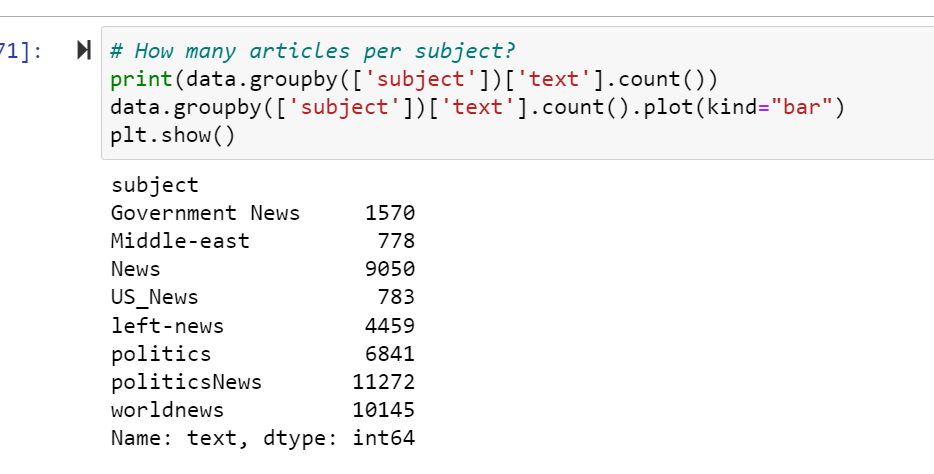 71]: # How many articles per subject?
print(data.groupby(['subject'])['text'].count())
data.groupby(['subject'])['text'].count().plot(kind="bar")
plt.show()
subject
Government News     1570
Middle-east          778
News                9050
US_News              783
left-news           4459
politics            6841
politicsNews       11272
worldnews          10145
Name: text, dtype: int64